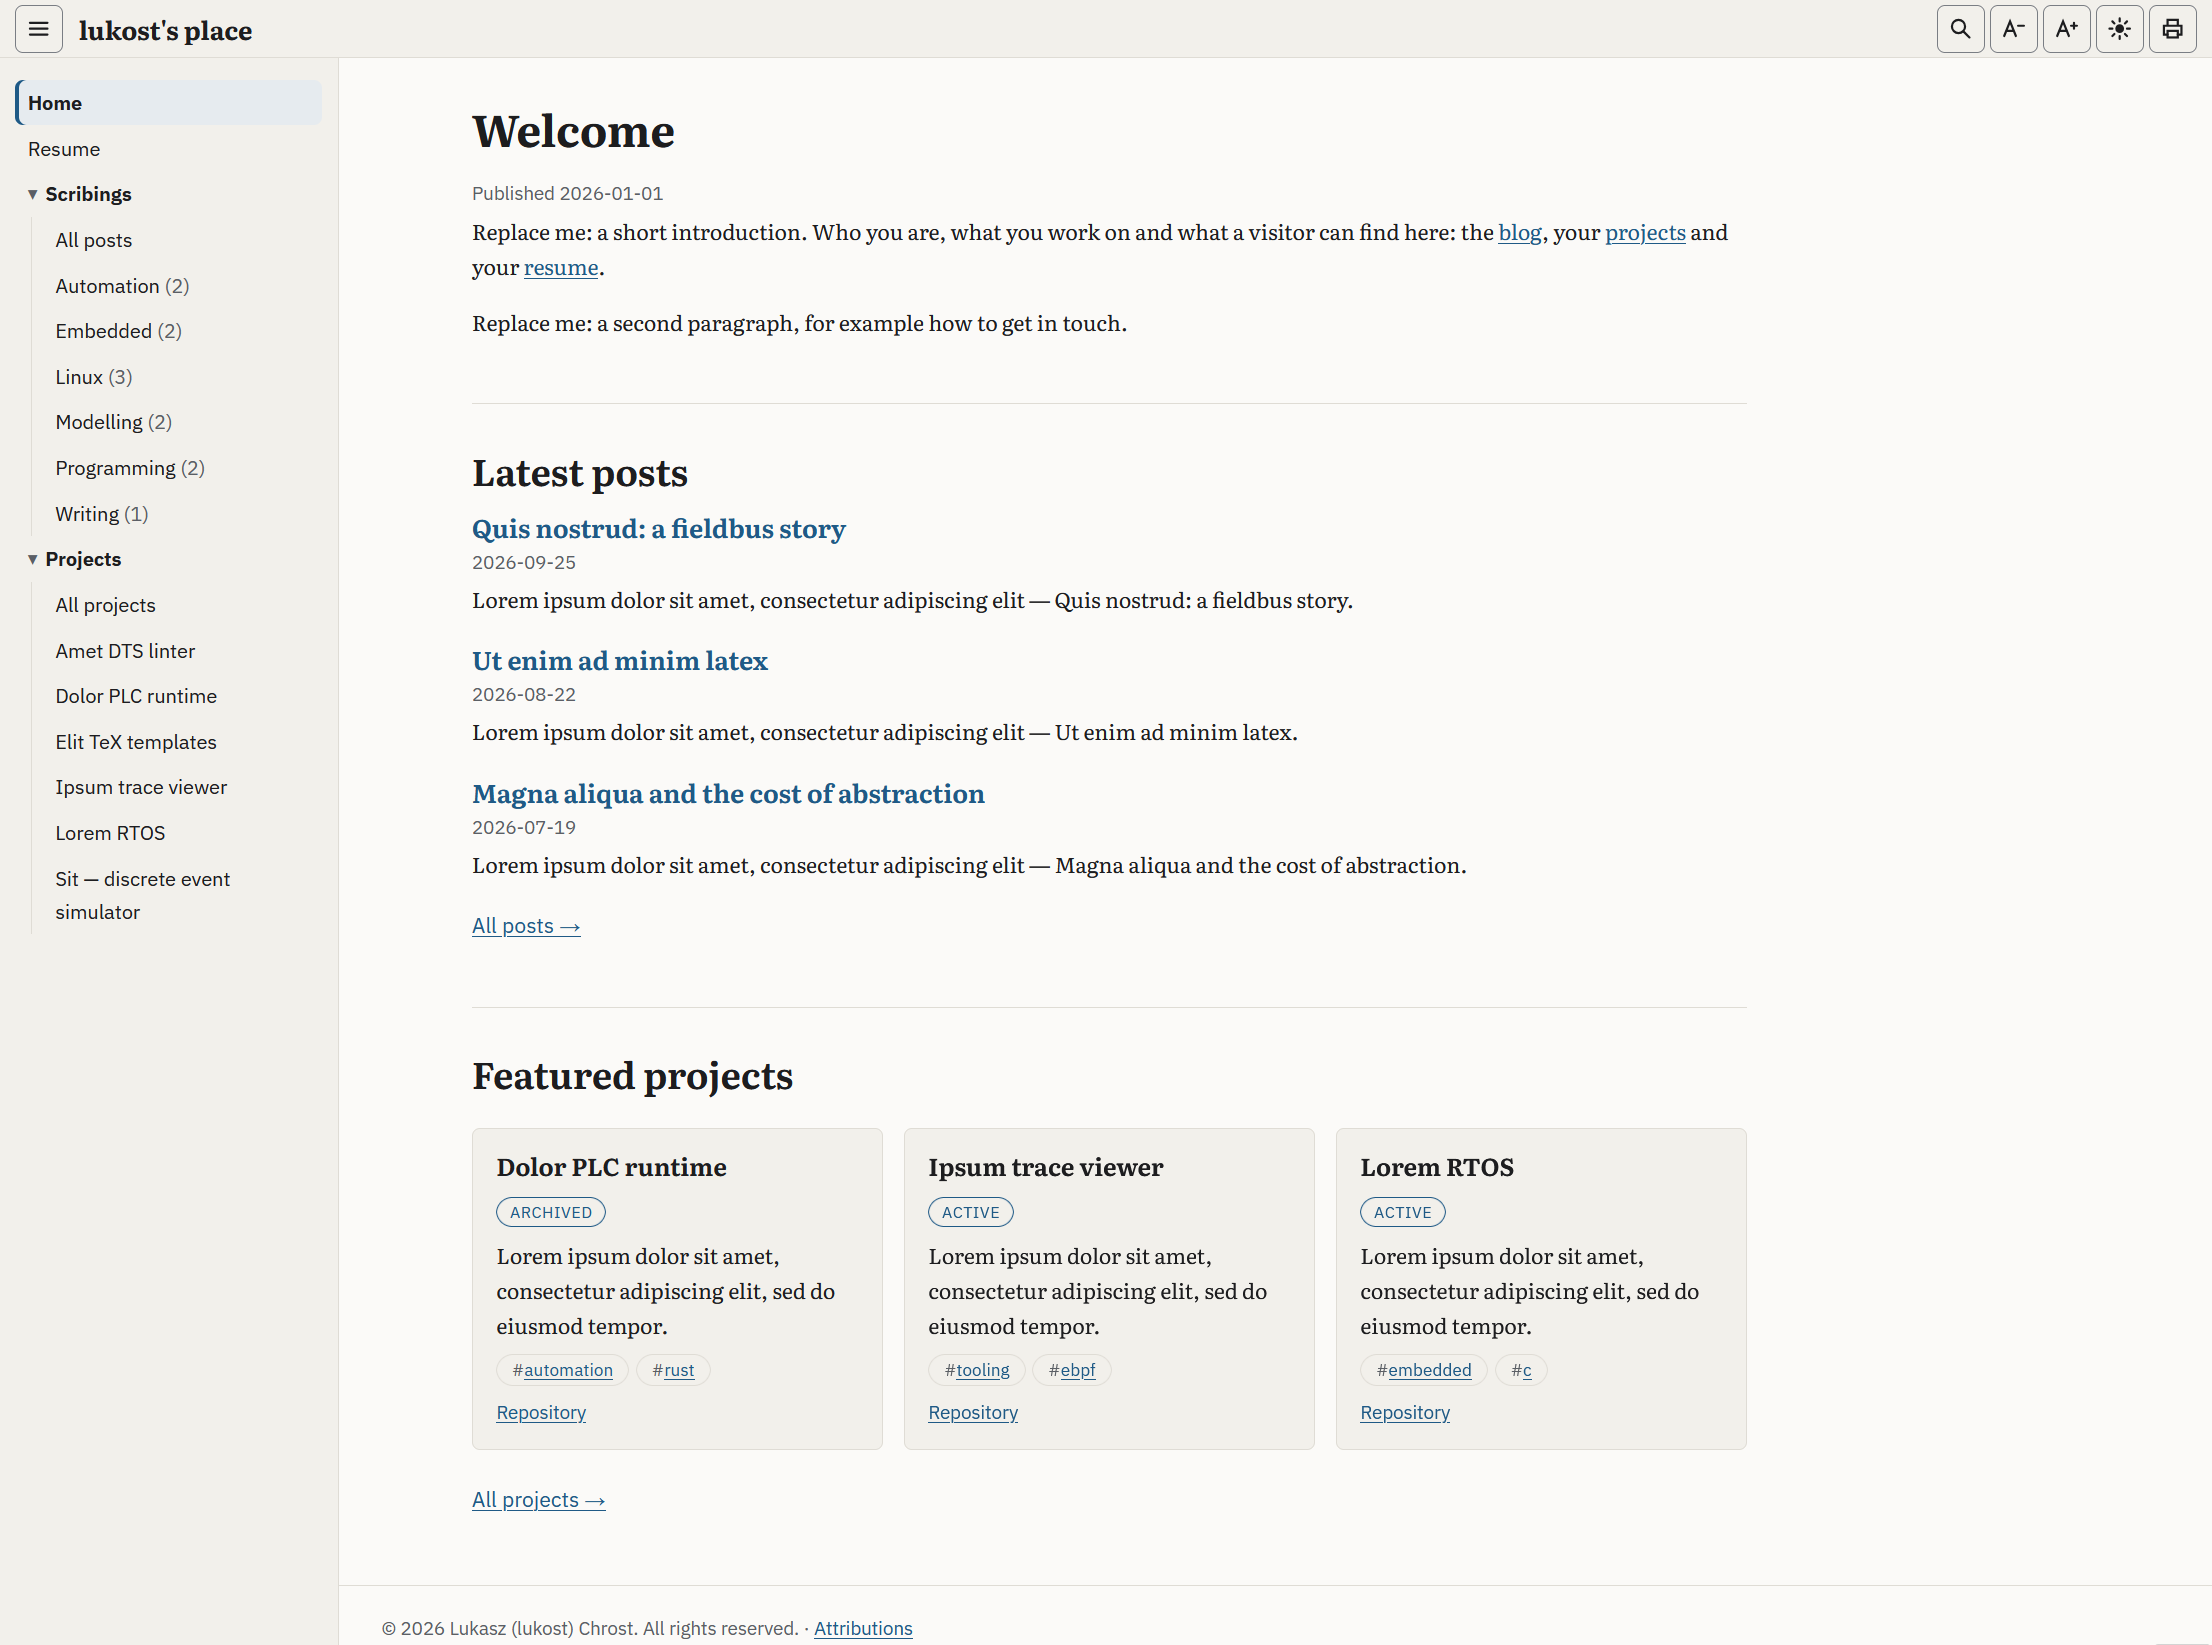 lukost's place
A−
A+
Home
Resume
▼ Scribings
All posts
Automation (2)
Embedded (2)
Linux (3)
Modelling (2)
Programming (2)
Writing (1)
▼ Projects
All projects
Amet DTS linter
Dolor PLC runtime
Elit TeX templates
Ipsum trace viewer
Lorem RTOS
Sit — discrete event
simulator
Welcome
Published 2026-01-01
Replace me: a short introduction. Who you are, what you work on and what a visitor can find here: the blog, your projects and
your resume.
Replace me: a second paragraph, for example how to get in touch.
Latest posts
Quis nostrud: a fieldbus story
2026-09-25
Lorem ipsum dolor sit amet, consectetur adipiscing elit — Quis nostrud: a fieldbus story.
Ut enim ad minim latex
2026-08-22
Lorem ipsum dolor sit amet, consectetur adipiscing elit — Ut enim ad minim latex.
Magna aliqua and the cost of abstraction
2026-07-19
Lorem ipsum dolor sit amet, consectetur adipiscing elit — Magna aliqua and the cost of abstraction.
All posts →
Featured projects
Dolor PLC runtime
ARCHIVED
Lorem ipsum dolor sit amet,
consectetur adipiscing elit, sed do
eiusmod tempor.
#automation #rust
Repository
Ipsum trace viewer
ACTIVE
Lorem ipsum dolor sit amet,
consectetur adipiscing elit, sed do
eiusmod tempor.
#tooling #ebpf
Repository
Lorem RTOS
ACTIVE
Lorem ipsum dolor sit amet,
consectetur adipiscing elit, sed do
eiusmod tempor.
#embedded #c
Repository
All projects →
© 2026 Lukasz (lukost) Chrost. All rights reserved. · Attributions